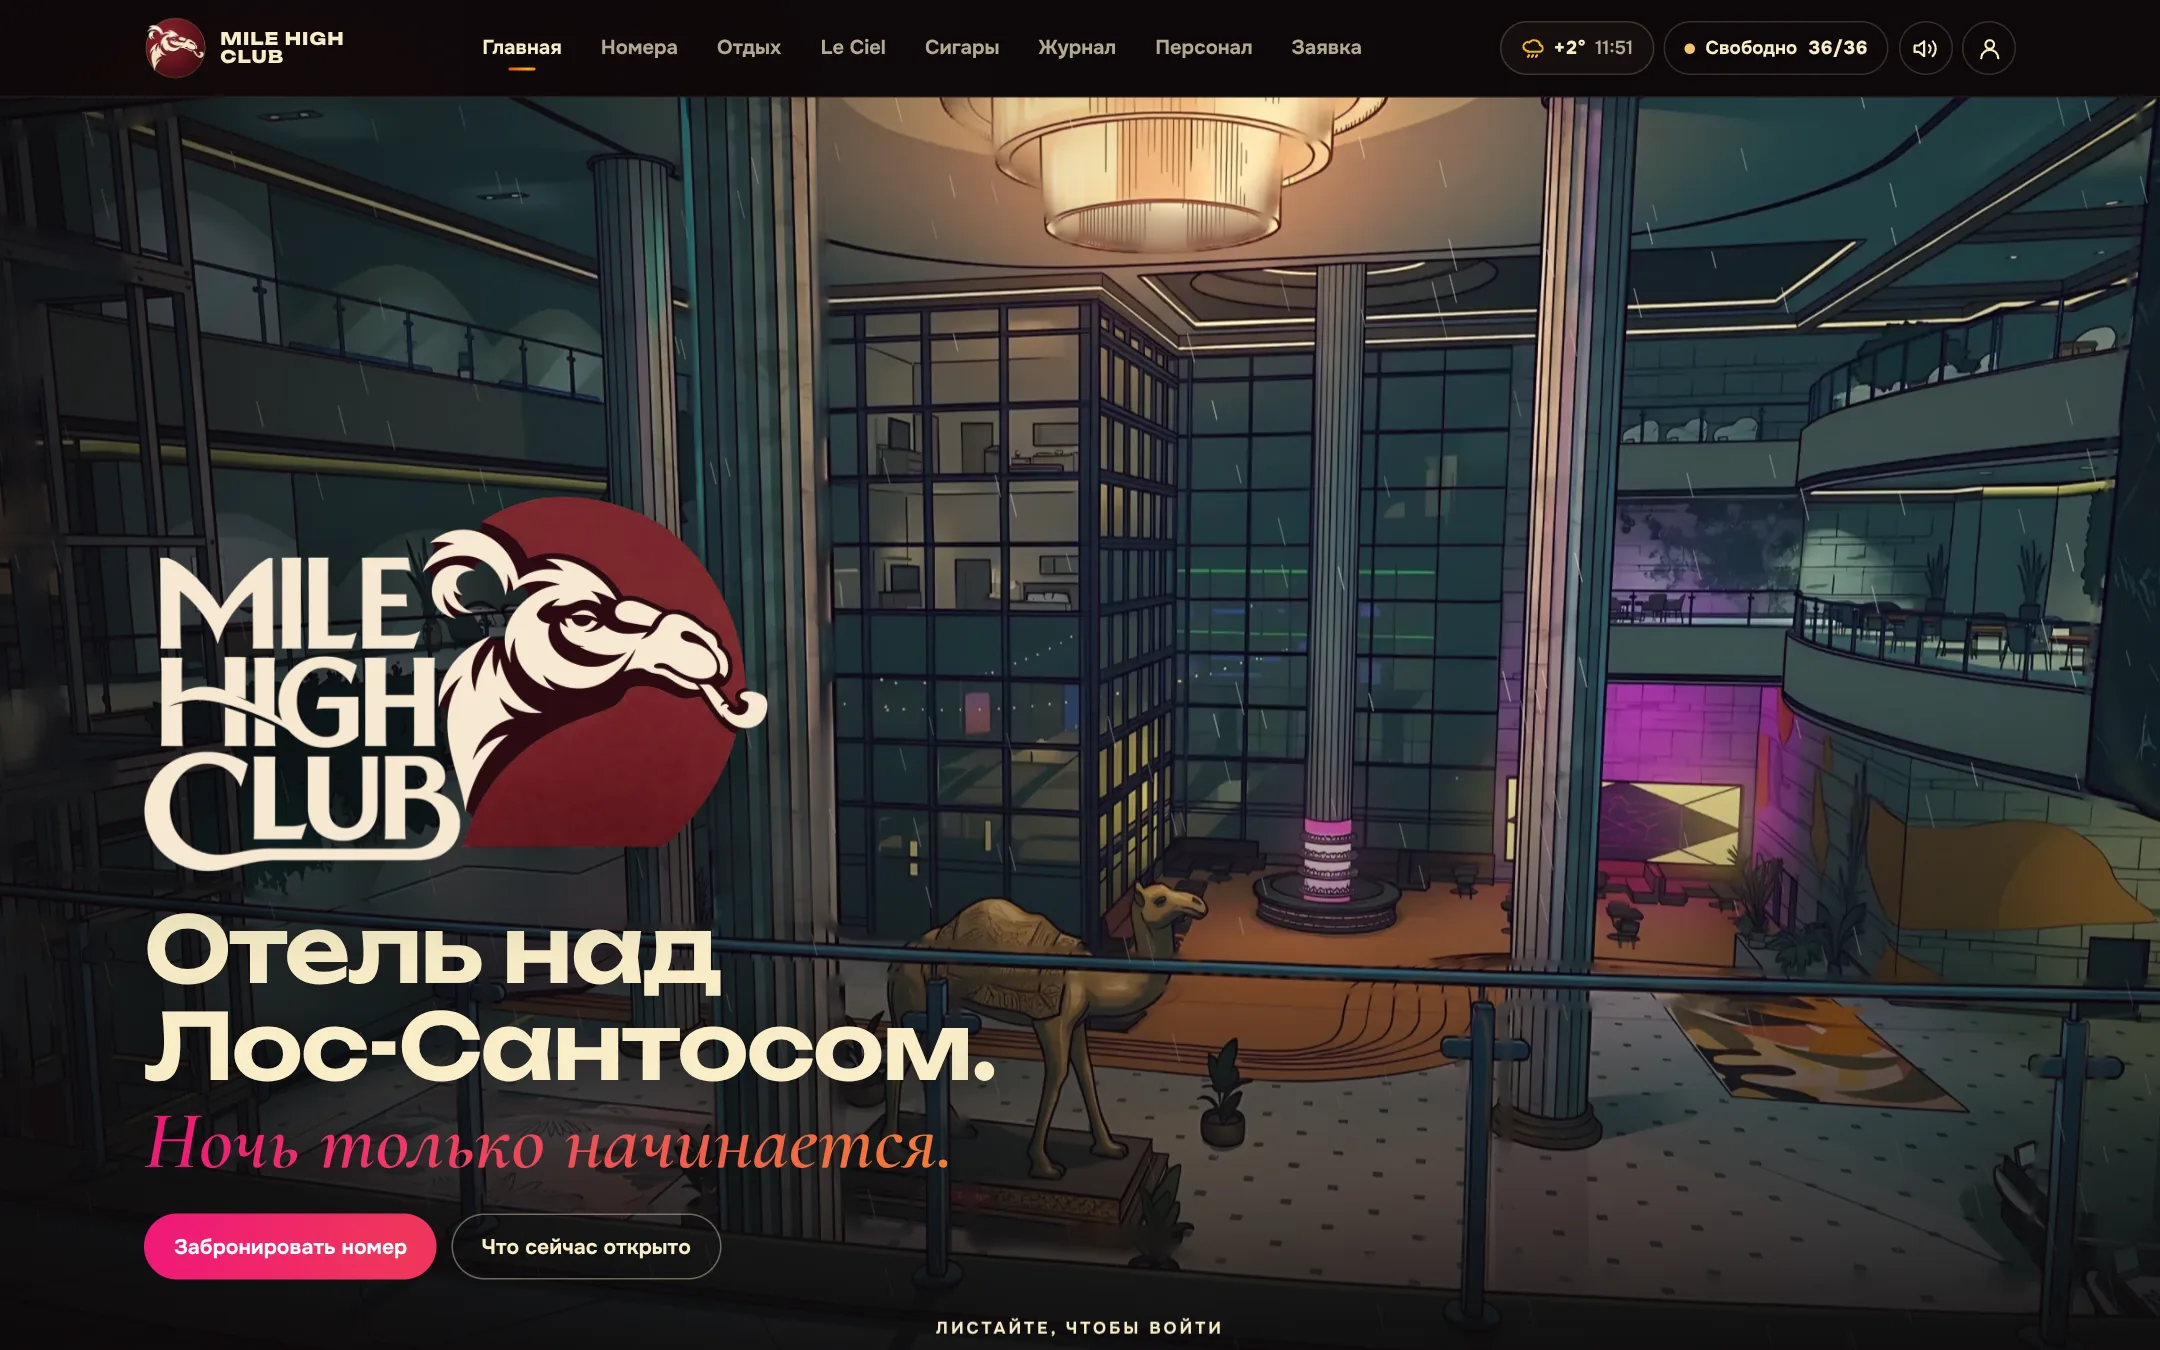 MILE HIGH
CLUB
Главная
Номера
Отдых
Le Ciel
Сигары
Журнал
Персонал
Заявка
+2° 11:51
Свободно 36/36
MILE
HIGH
CLUB
Отель над
Лос-Сантосом.
Ночь только начинается.
Забронировать номер
Что сейчас открыто
ЛИСТАЙТЕ, ЧТОБЫ ВОЙТИ